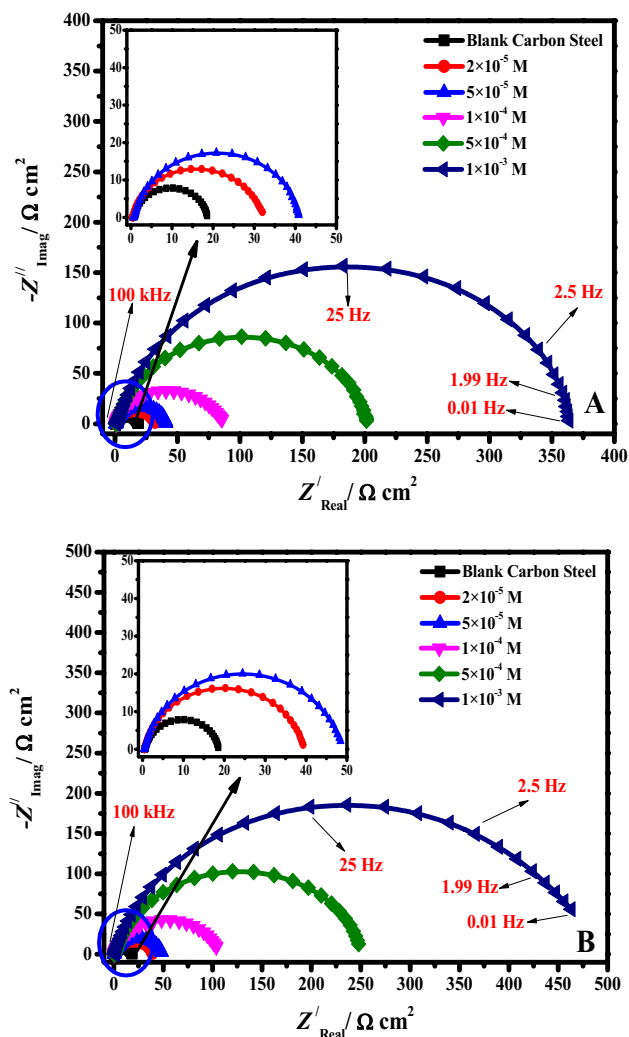 400
350
300
250
200
150
100
50
0
0 50 100 150 200 250 300 350 400
-Z//Imag/ Ω cm²
Z/Real/ Ω cm²
50
40
30
20
10
0
0 10 20 30 40 50
Blank Carbon Steel
2×10⁻⁵ M
5×10⁻⁵ M
1×10⁻⁴ M
5×10⁻⁴ M
1×10⁻³ M
100 kHz
25 Hz
2.5 Hz
1.99 Hz
0.01 Hz
A
500
450
400
350
300
250
200
150
100
50
0
0 50 100 150 200 250 300 350 400 450 500
-Z//Imag/ Ω cm²
Z/Real/ Ω cm²
50
40
30
20
10
0
0 10 20 30 40 50
Blank Carbon Steel
2×10⁻⁵ M
5×10⁻⁵ M
1×10⁻⁴ M
5×10⁻⁴ M
1×10⁻³ M
100 kHz
25 Hz
2.5 Hz
1.99 Hz
0.01 Hz
B